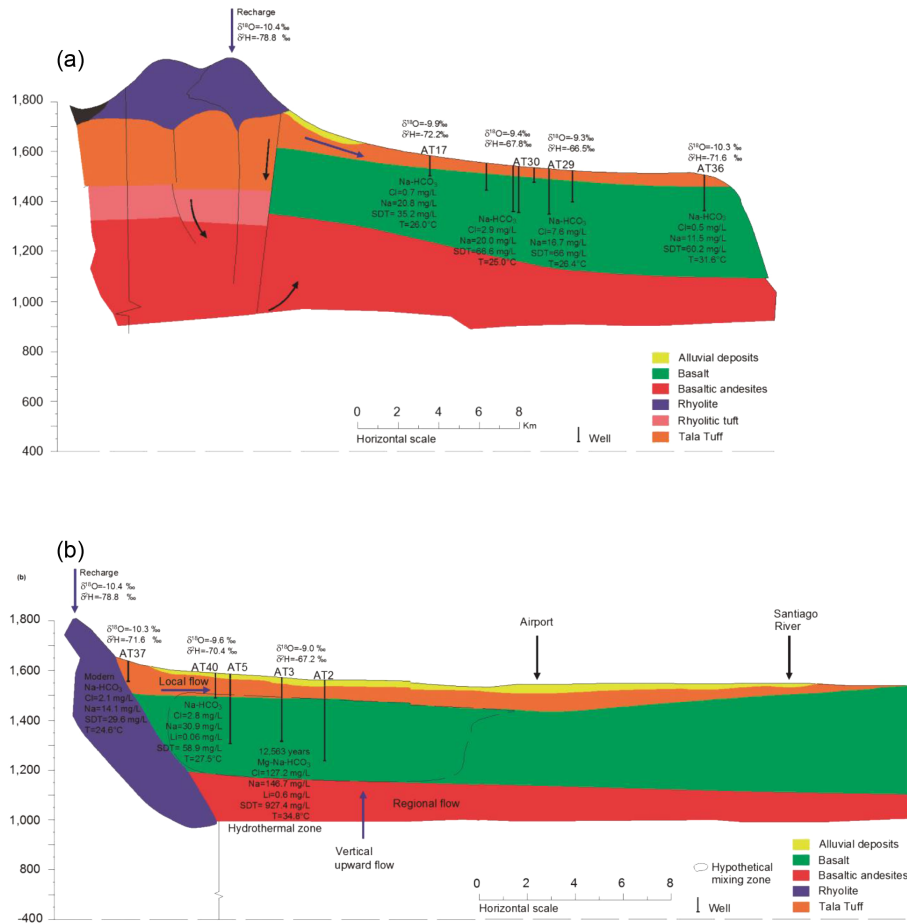 Recharge
δ¹⁸O=-10.4 ‰
δ²H=-78.8 ‰
(a)
1,800
1,600
1,400
1,200
1,000
800
600
400
δ¹⁸O=-9.9‰
δ²H=-72.2‰
AT17
Na-HCO₃
Cl=0.7 mg/L
Na=20.8 mg/L
SDT= 35.2 mg/L
T=26.0°C
δ¹⁸O=-9.4‰
δ²H=-67.8‰
AT30
Na-HCO₃
Cl=2.9 mg/L
Na=20.0 mg/L
SDT=66.6 mg/L
T=25.0°C
δ¹⁸O=-9.3‰
δ²H=-66.5‰
AT29
Na-HCO₃
Cl=7.6 mg/L
Na=16.7 mg/L
SDT=66 mg/L
T=25.4°C
δ¹⁸O=-10.3 ‰
δ²H=-71.6 ‰
AT36
Na-HCO₃
Cl=0.5 mg/L
Na=11.5 mg/L
SDT=60.2 mg/L
T=31.6°C
Alluvial deposits
Basalt
Basaltic andesites
Rhyolite
Rhyolitic tuft
Tala Tuff
0 2 4 6 8
Km
Horizontal scale
Well
(b)
(b)
Recharge
δ¹⁸O=-10.4 ‰
δ²H=-78.8 ‰
1,800
1,600
1,400
1,200
1,000
800
-400
δ¹⁸O=-10.3 ‰
δ²H=-71.6 ‰
AT37
Modern
Na-HCO₃
Cl=2.1 mg/L
Na=14.1 mg/L
SDT=29.6 mg/L
T=24.6°C
δ¹⁸O=-9.6 ‰
δ²H=-70.4 ‰
AT40 AT5
Local flow
Na-HCO₃
Cl=2.8 mg/L
Na=30.9 mg/L
Li=0.06 mg/L
SDT= 58.9 mg/L
T=27.5°C
δ¹⁸O=-9.0 ‰
δ²H=-67.2 ‰
AT3 AT2
12,563 years
Mg-Na-HCO₃
Cl=127.2 mg/L
Na=146.7 mg/L
Li=0.6 mg/L
SDT= 927.4 mg/L
T=34.8°C
Hydrothermal zone
Regional flow
Vertical
upward flow
Airport
Santiago
River
Hypothetical
mixing zone
0 2 4 6 8
Horizontal scale
Well
Alluvial deposits
Basalt
Basaltic andesites
Rhyolite
Tala Tuff